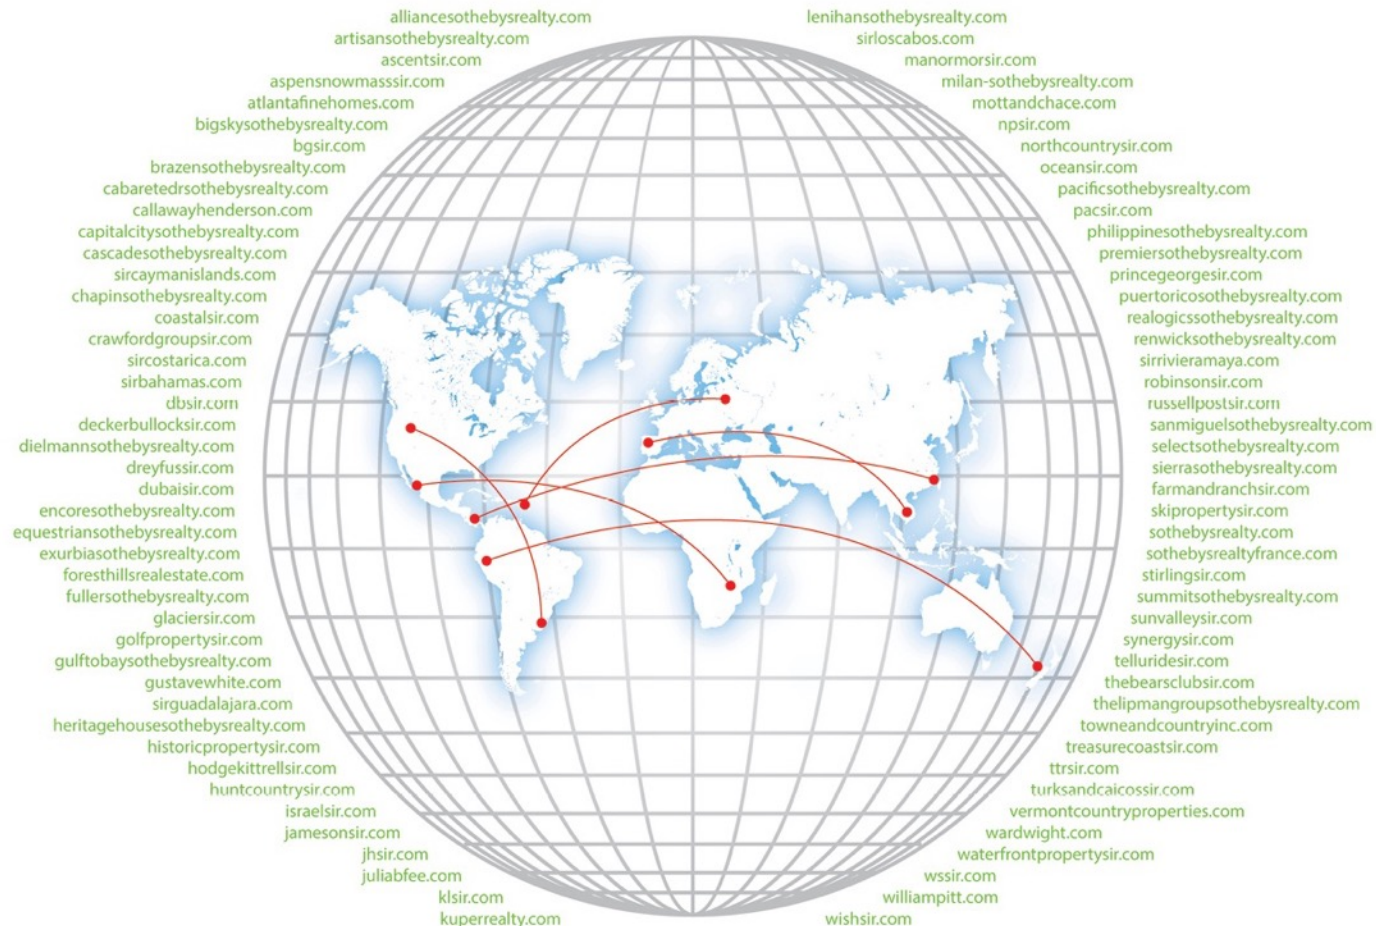 alliancesothebysrealty.com
artisansothebysrealty.com
ascentsir.com
aspensnowmasssir.com
atlantafinehomes.com
bigskysothebysrealty.com
bgsir.com
brazensothebysrealty.com
cabaretedrsothebysrealty.com
callawayhenderson.com
capitalcitysothebysrealty.com
cascadesothebysrealty.com
sircaymanislands.com
chapinsothebysrealty.com
coastalsir.com
crawfordgroupsir.com
sircostarica.com
sirbahamas.com
dbsir.com
deckerbullocksir.com
dielmannsothebysrealty.com
dreyfussir.com
dubaisir.com
encoresothebysrealty.com
equestriansothebysrealty.com
exurbiasothebysrealty.com
foresthillsrealestate.com
fullersothebysrealty.com
glaciersir.com
golfpropertysir.com
gulftobaysothebysrealty.com
gustavewhite.com
sirguadalajara.com
heritagehousesothebysrealty.com
historicpropertysir.com
hodgekittrellsir.com
huntcountrysir.com
israelsir.com
jamesonsir.com
jhsir.com
juliabfee.com
klsir.com
kuperrealty.com
lenihansothebysrealty.com
sirloscabos.com
manormorsir.com
milan-sothebysrealty.com
mottandchace.com
npsir.com
northcountrysir.com
oceansir.com
pacificsothebysrealty.com
pacsir.com
philippinesothebysrealty.com
premiersothebysrealty.com
princegeorgesir.com
puertoricosothebysrealty.com
realogicssothebysrealty.com
renwicksothebysrealty.com
sirrivieramaya.com
robinsonsir.com
russellpostsir.com
sanmiguelsothebysrealty.com
selectsothebysrealty.com
sierrasothebysrealty.com
farmandranchsir.com
skipropertysir.com
sothebysrealty.com
sothebysrealtyfrance.com
stirlingsir.com
summitsothebysrealty.com
sunvalleysir.com
synergysir.com
telluridesir.com
thebearsclubsir.com
thelipmangroupsothebysrealty.com
towneandcountryinc.com
treasurecoastsir.com
ttrsir.com
turksandcaicossir.com
vermontcountryproperties.com
wardwight.com
waterfrontpropertysir.com
wssir.com
williampitt.com
wishsir.com